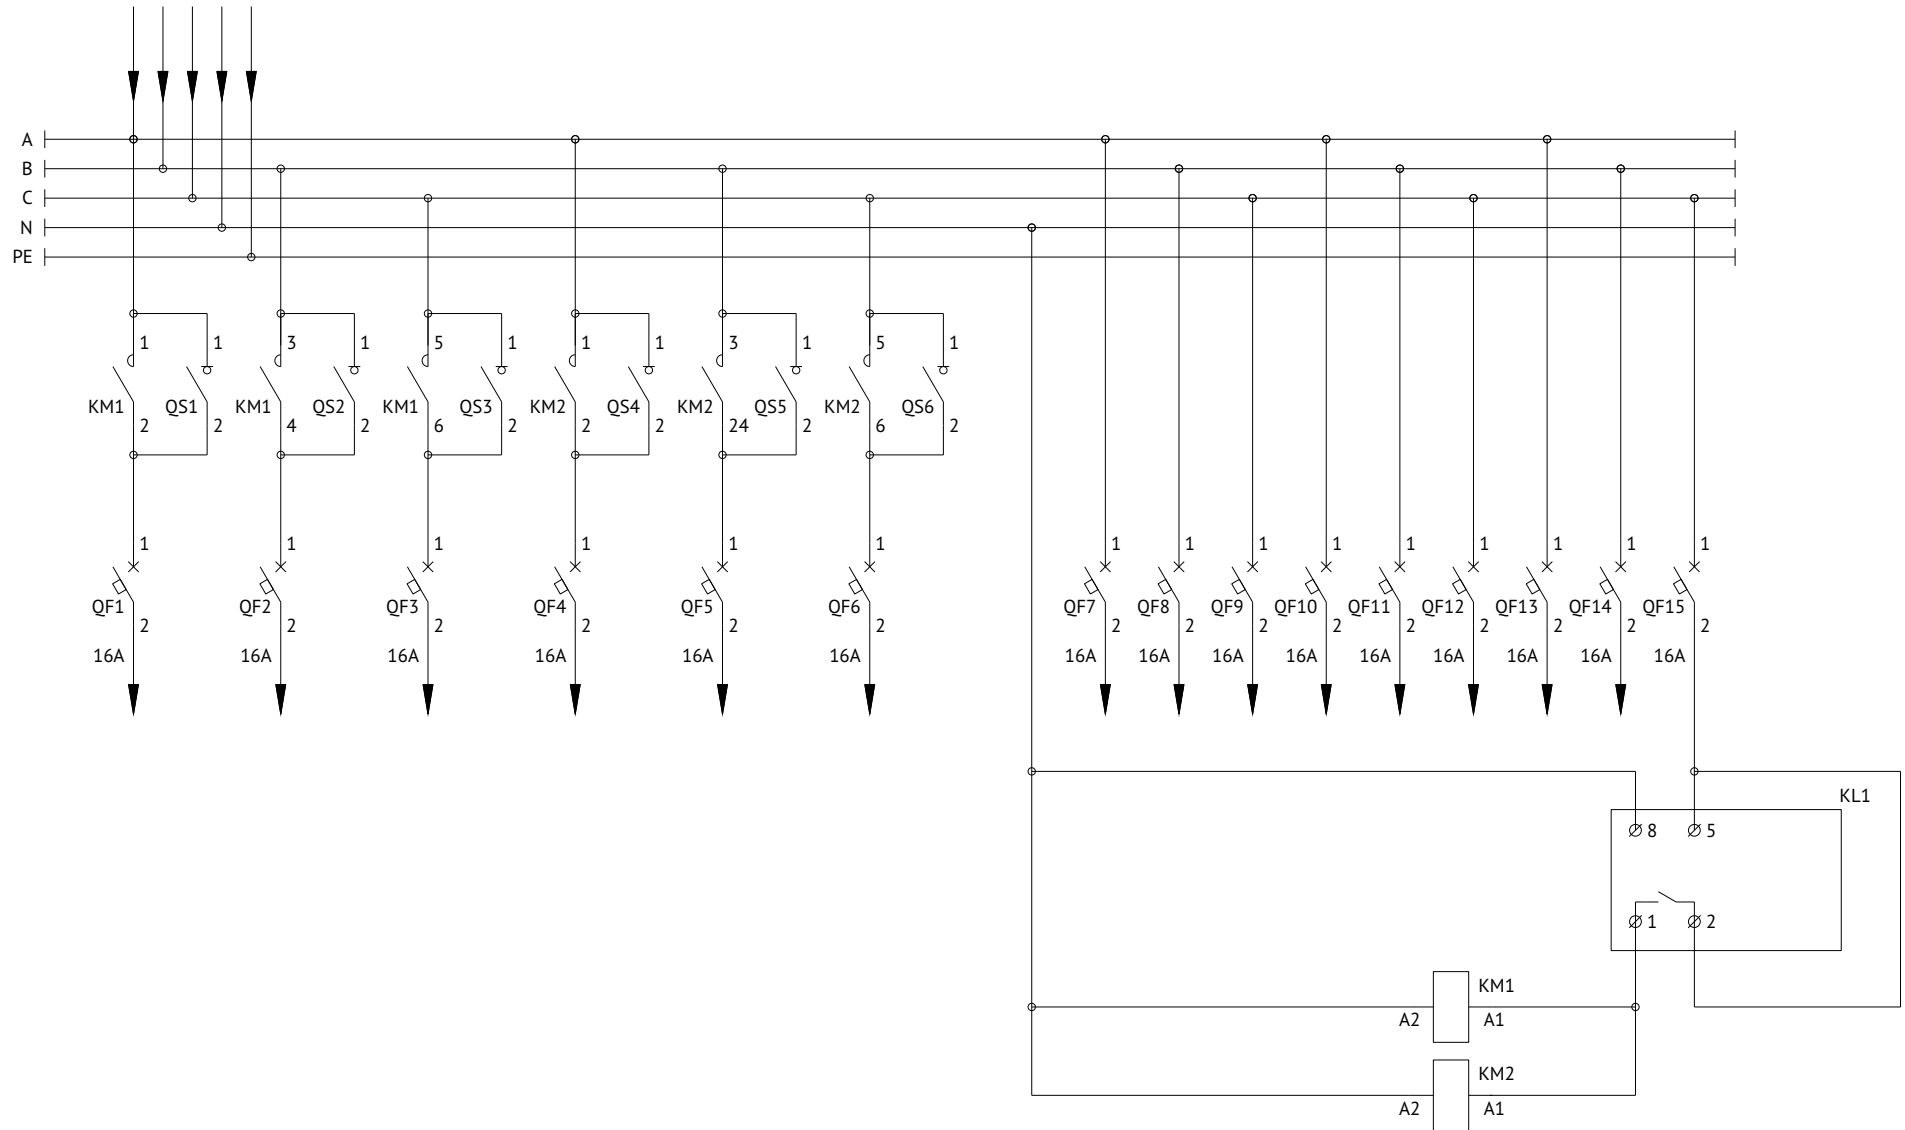 A
B
C
N
PE
1 1 3 1 5 1 1 1 3 1 5 1
KM1 QS1 KM1 QS2 KM1 QS3 KM2 QS4 KM2 QS5 KM2 QS6
2 2 4 2 6 2 2 2 24 2 6 2
1 1 1 1 1 1 1 1 1 1 1 1 1 1 1
QF1 QF2 QF3 QF4 QF5 QF6 QF7 QF8 QF9 QF10 QF11 QF12 QF13 QF14 QF15
2 2 2 2 2 2 2 2 2 2 2 2 2 2 2
16A 16A 16A 16A 16A 16A 16A 16A 16A 16A 16A 16A 16A 16A 16A
KL1
8 5
1 2
KM1
A2 A1
KM2
A2 A1